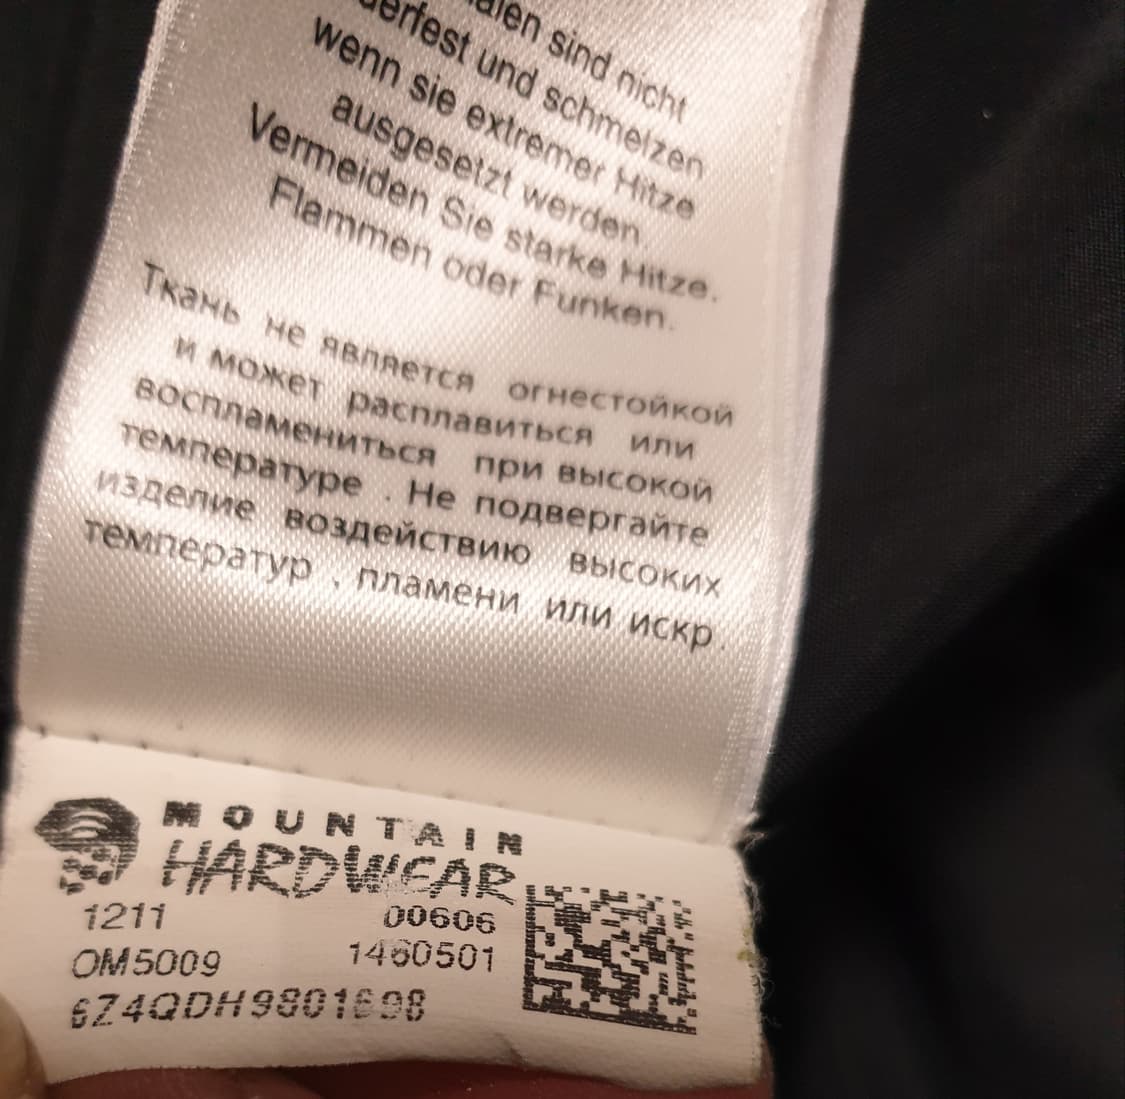 sind nicht
und schmelzen
wenn sie extremer Hitze
ausgesetzt werden.
Vermeiden Sie starke Hitze.
Flammen oder Funken.
Ткань не является огнестойкой
и может расплавиться или
воспламениться при высокой
температуре . Не подвергайте
изделие воздействию высоких
температур , пламени или искр.
MOUNTAIN
HARDWEAR
1211 00606
OM5009 1460501